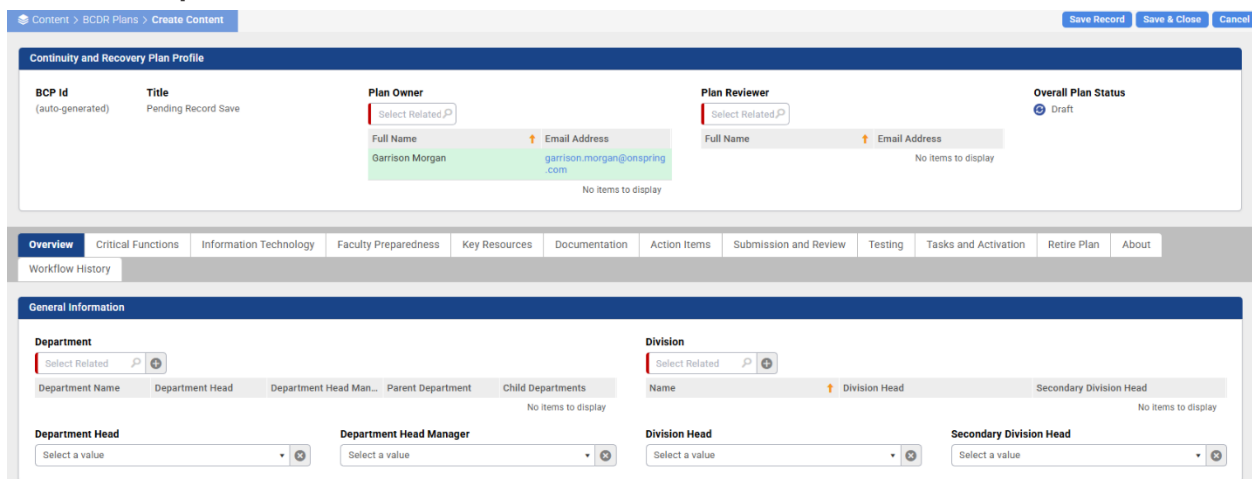 Content > BCDR Plans > Create Content
Save Record Save & Close Cancel
Continuity and Recovery Plan Profile
BCP Id Title Plan Owner Plan Reviewer Overall Plan Status
(auto-generated) Pending Record Save Select Related Select Related Draft
Full Name Email Address Full Name Email Address
Garrison Morgan garrison.morgan@onspring No items to display
.com
No items to display
Overview Critical Functions Information Technology Faculty Preparedness Key Resources Documentation Action Items Submission and Review Testing Tasks and Activation Retire Plan About
Workflow History
General Information
Department Division
Select Related Select Related
Department Name Department Head Department Head Man... Parent Department Child Departments Name Division Head Secondary Division Head
No items to display No items to display
Department Head Department Head Manager Division Head Secondary Division Head
Select a value Select a value Select a value Select a value